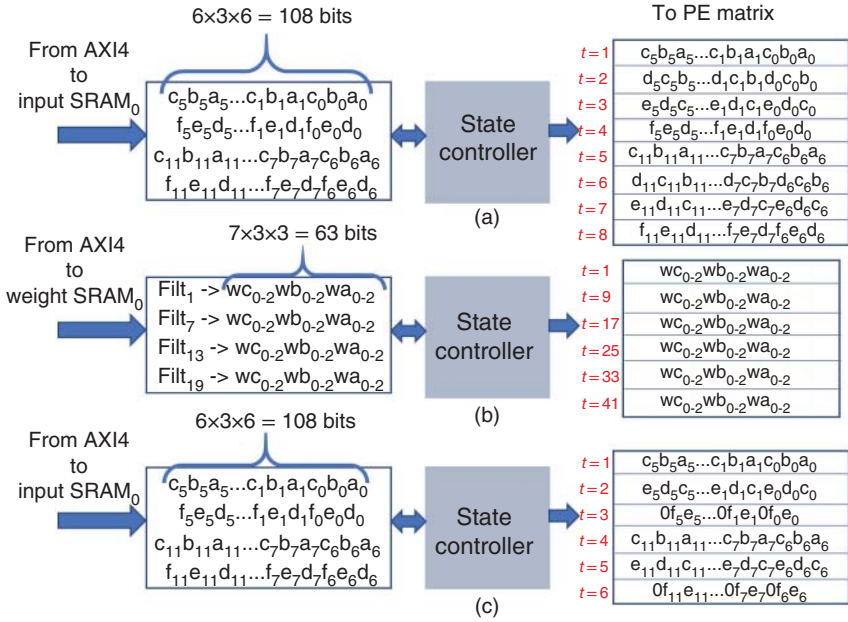 6×3×6 = 108 bits
To PE matrix
From AXI4
to
input SRAM₀
c₅b₅a₅...c₁b₁a₁c₀b₀a₀
f₅e₅d₅...f₁e₁d₁f₀e₀d₀
c₁₁b₁₁a₁₁...c₇b₇a₇c₆b₆a₆
f₁₁e₁₁d₁₁...f₇e₇d₇f₆e₆d₆
State
controller
(a)
t=1 c₅b₅a₅...c₁b₁a₁c₀b₀a₀
t=2 d₅c₅b₅...d₁c₁b₁d₀c₀b₀
t=3 e₅d₅c₅...e₁d₁c₁e₀d₀c₀
t=4 f₅e₅d₅...f₁e₁d₁f₀e₀d₀
t=5 c₁₁b₁₁a₁₁...c₇b₇a₇c₆b₆a₆
t=6 d₁₁c₁₁b₁₁...d₇c₇b₇d₆c₆b₆
t=7 e₁₁d₁₁c₁₁...e₇d₇c₇e₆d₆c₆
t=8 f₁₁e₁₁d₁₁...f₇e₇d₇f₆e₆d₆
7×3×3 = 63 bits
From AXI4
to
weight SRAM₀
Filt₁ -> wc₀₋₂wb₀₋₂wa₀₋₂
Filt₇ -> wc₀₋₂wb₀₋₂wa₀₋₂
Filt₁₃ -> wc₀₋₂wb₀₋₂wa₀₋₂
Filt₁₉ -> wc₀₋₂wb₀₋₂wa₀₋₂
State
controller
(b)
t=1 wc₀₋₂wb₀₋₂wa₀₋₂
t=9 wc₀₋₂wb₀₋₂wa₀₋₂
t=17 wc₀₋₂wb₀₋₂wa₀₋₂
t=25 wc₀₋₂wb₀₋₂wa₀₋₂
t=33 wc₀₋₂wb₀₋₂wa₀₋₂
t=41 wc₀₋₂wb₀₋₂wa₀₋₂
6×3×6 = 108 bits
From AXI4
to
input SRAM₀
c₅b₅a₅...c₁b₁a₁c₀b₀a₀
f₅e₅d₅...f₁e₁d₁f₀e₀d₀
c₁₁b₁₁a₁₁...c₇b₇a₇c₆b₆a₆
f₁₁e₁₁d₁₁...f₇e₇d₇f₆e₆d₆
State
controller
(c)
t=1 c₅b₅a₅...c₁b₁a₁c₀b₀a₀
t=2 e₅d₅c₅...e₁d₁c₁e₀d₀c₀
t=3 0f₅e₅...0f₁e₁0f₀e₀
t=4 c₁₁b₁₁a₁₁...c₇b₇a₇c₆b₆a₆
t=5 e₁₁d₁₁c₁₁...e₇d₇c₇e₆d₆c₆
t=6 0f₁₁e₁₁...0f₇e₇0f₆e₆